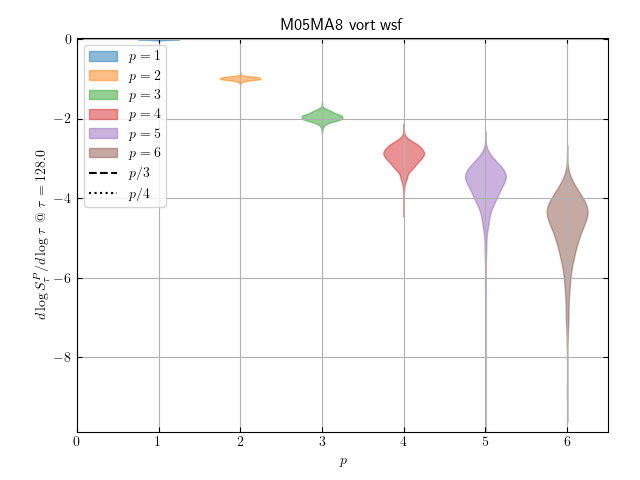 M05MA8 vort wsf
d log S_τ^P / d log τ @ τ = 128.0
0
−2
−4
−6
−8
p = 1
p = 2
p = 3
p = 4
p = 5
p = 6
p/3
p/4
0 1 2 3 4 5 6
p